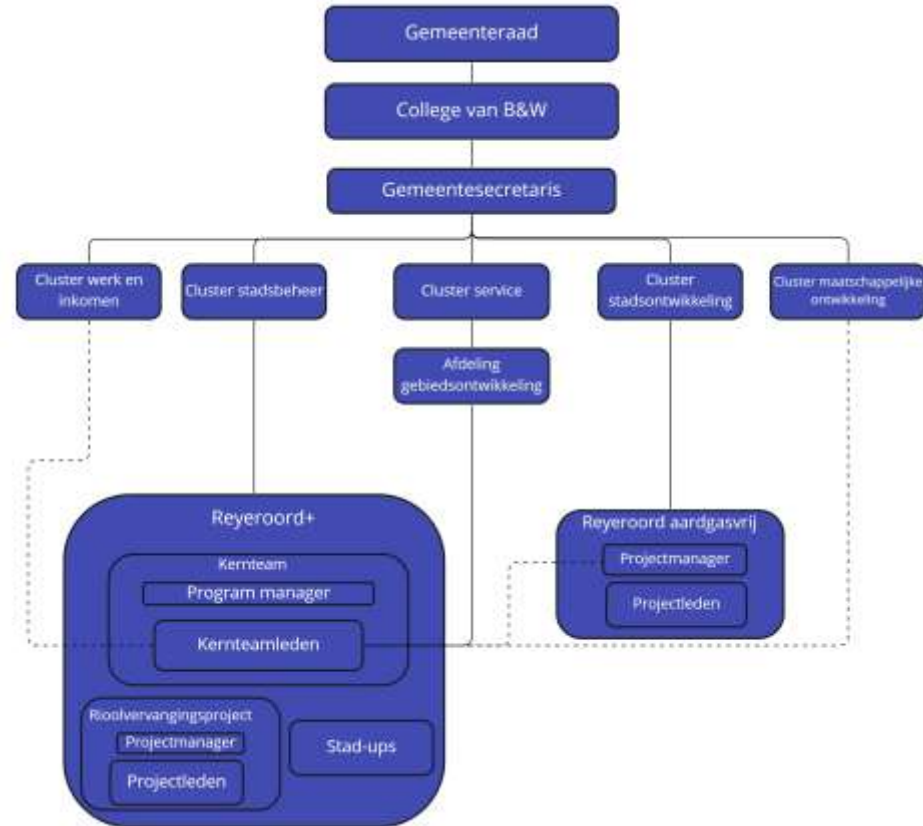 Gemeenteraad
College van B&W
Gemeentesecretaris
Cluster werk en
inkomen
Cluster stadsbeheer
Cluster service
Cluster
stadsontwikkeling
Cluster maatschappelijke
ontwikkeling
Afdeling
gebiedsontwikkeling
Reyeroord+
Kernteam
Program manager
Kernteamleden
Rioolvervangingsproject
Projectmanager
Projectleden
Stad-ups
Reyeroord aardgasvrij
Projectmanager
Projectleden